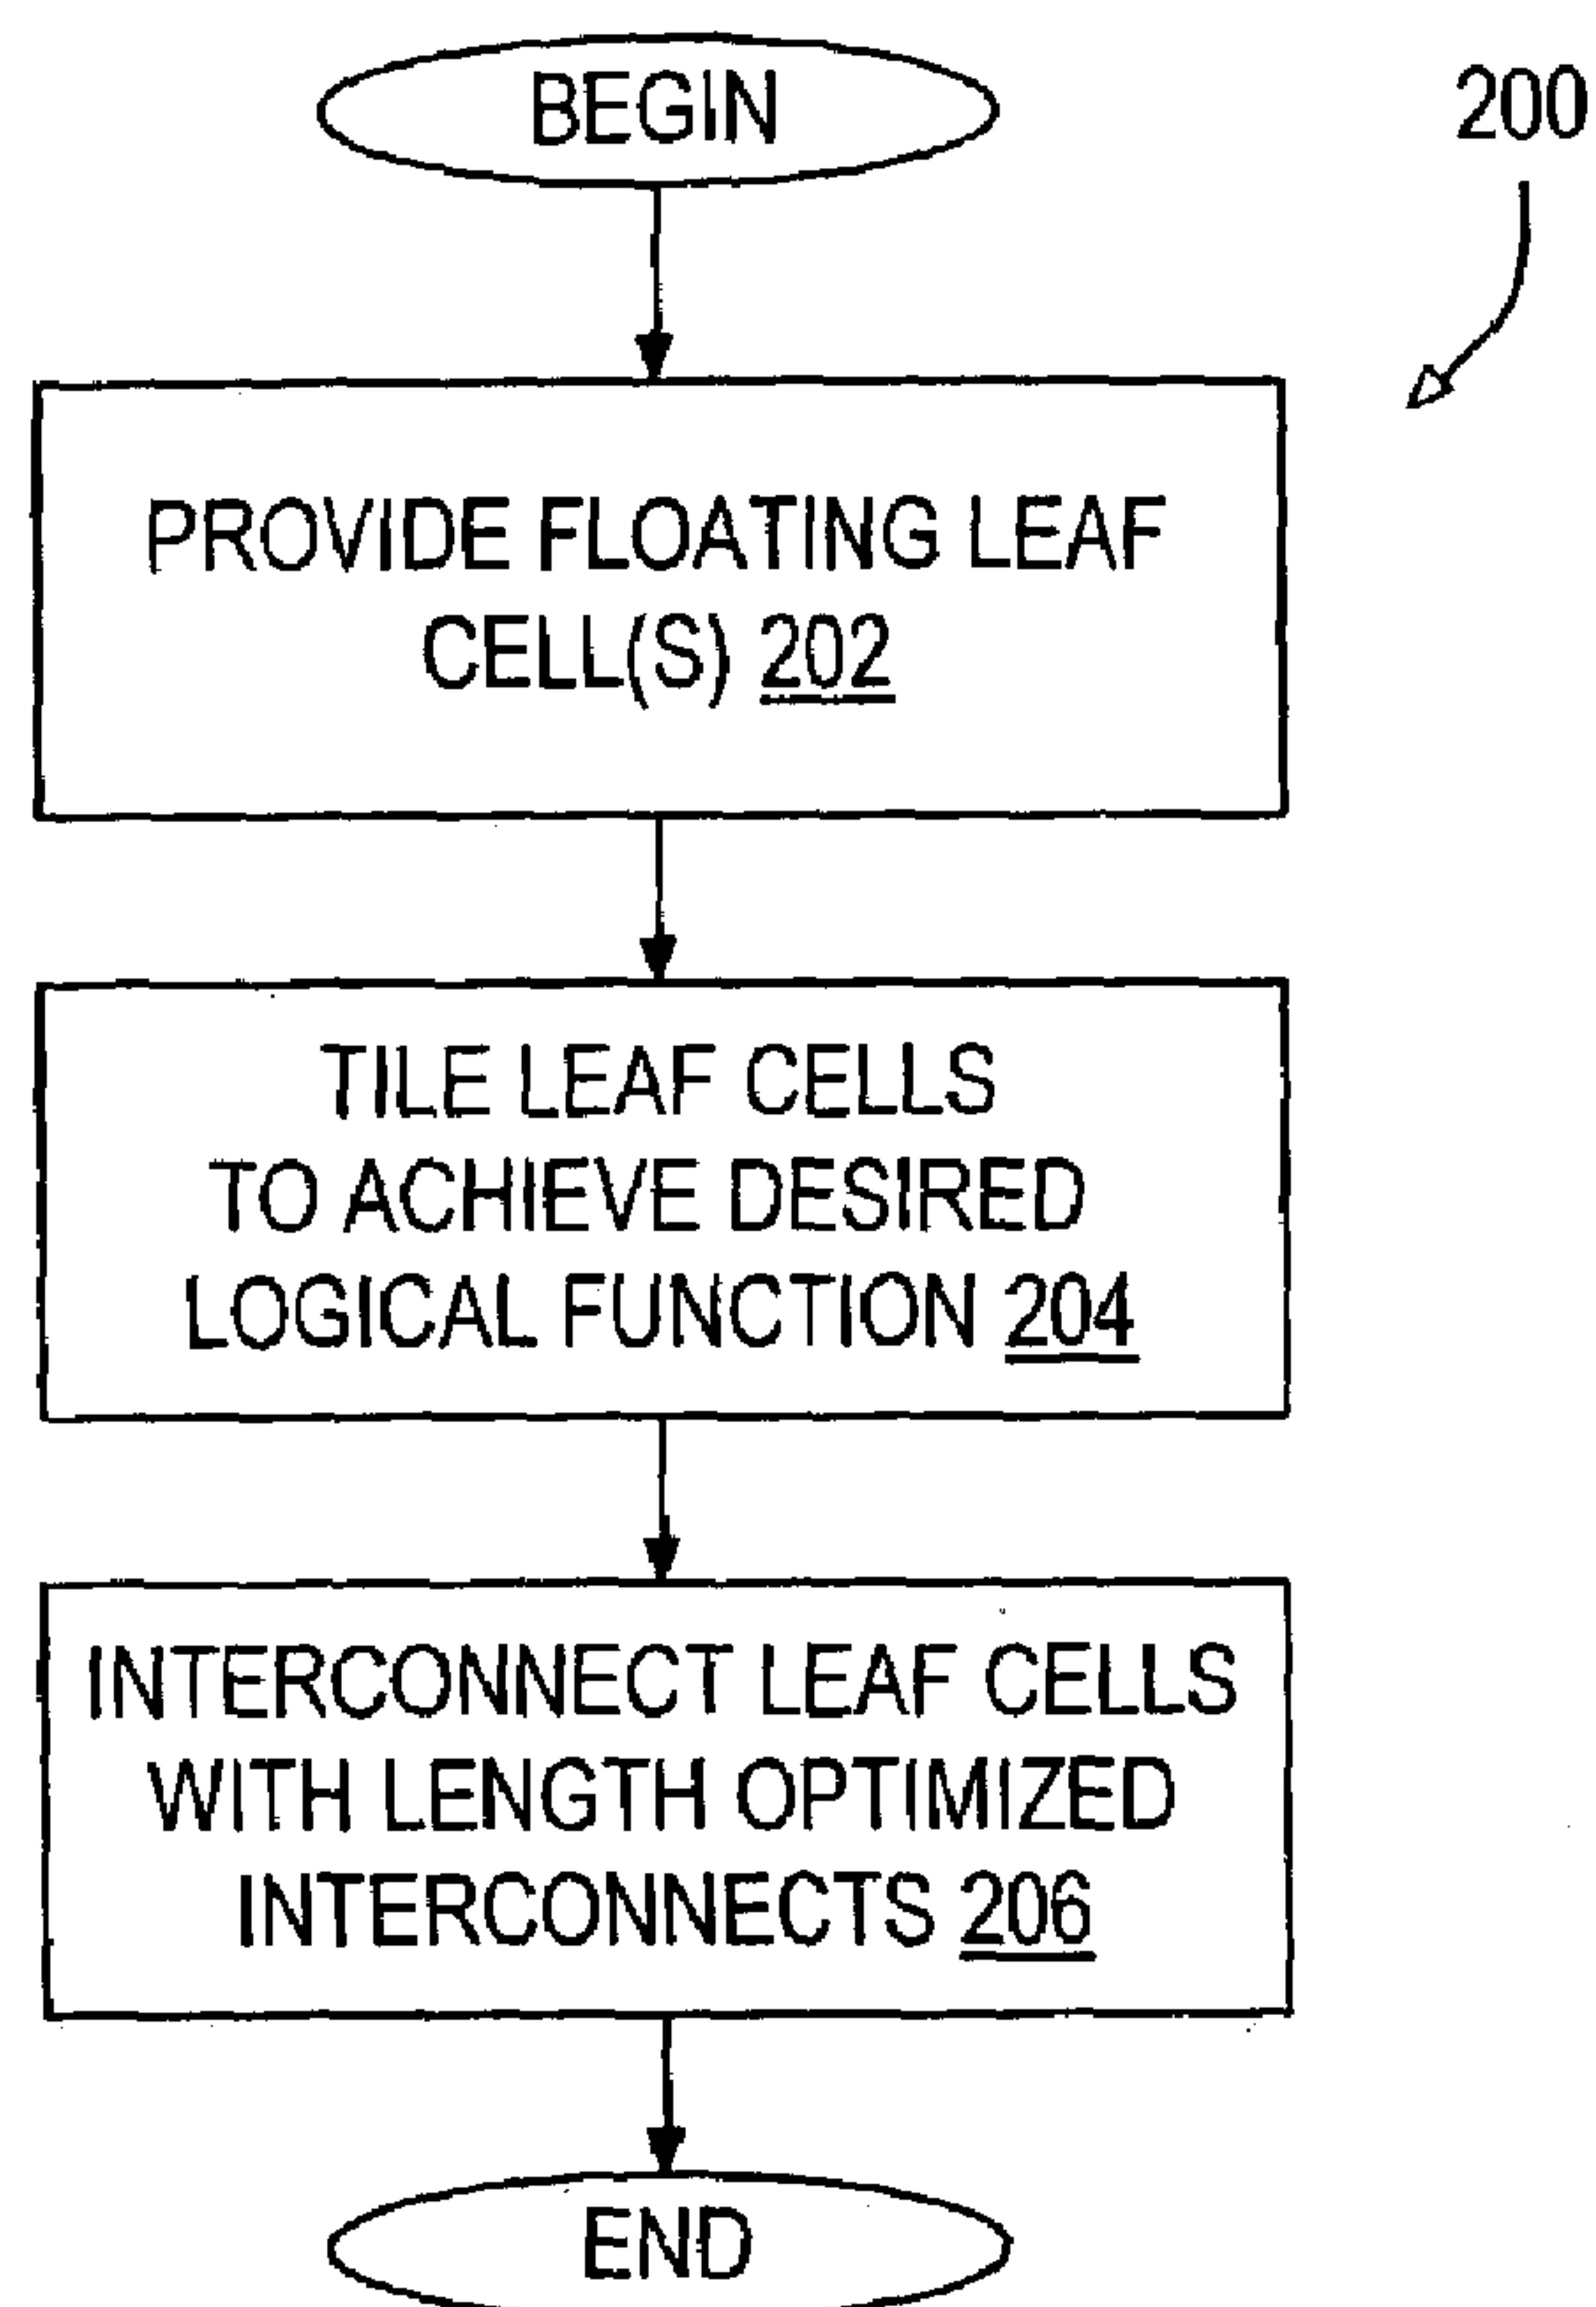 BEGIN
200
PROVIDE FLOATING LEAF
CELL(S) 202
TILE LEAF CELLS
TO ACHIEVE DESIRED
LOGICAL FUNCTION 204
INTERCONNECT LEAF CELLS
WITH LENGTH OPTIMIZED
INTERCONNECTS 206
END